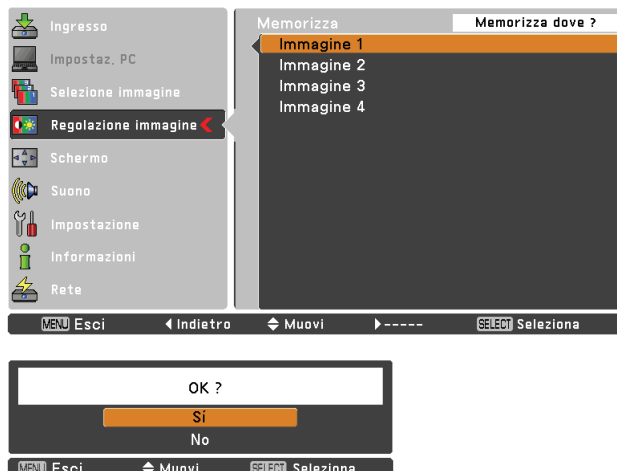 Ingresso
Impostaz. PC
Selezione immagine
Regolazione immagine
Schermo
Suono
Impostazione
Informazioni
Rete
Memorizza
Memorizza dove ?
Immagine 1
Immagine 2
Immagine 3
Immagine 4
MENU Esci Indietro Muovi ----- SELECT Seleziona
OK ?
Sí
No
MENU Esci Muovi SELECT Seleziona